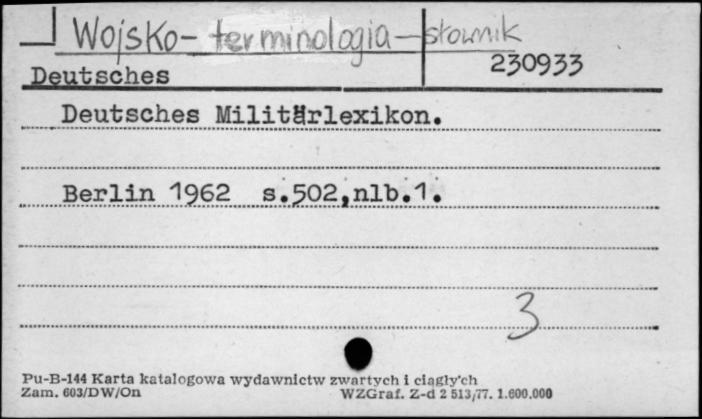 Wojsko - terminologia - słownik
230933
Deutsches
Deutsches Militärlexikon.
Berlin 1962 s.502,nlb.1.
3
Pu-B-144 Karta katalogowa wydawnictw zwartych i ciągłych
Zam. 603/DW/On WZGraf. Z-d 2 513/77. 1.600.000